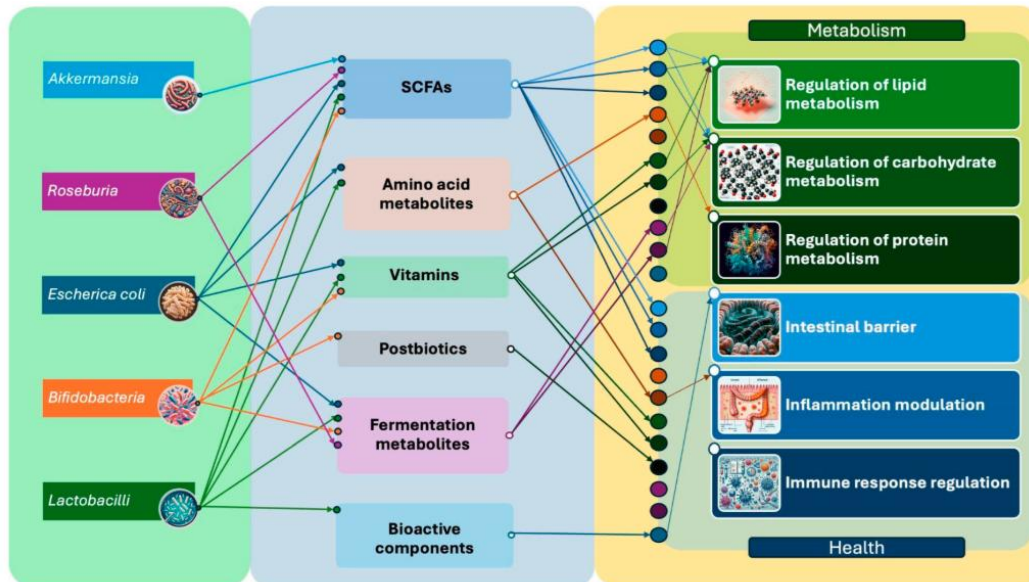 Akkermansia
Roseburia
Escherica coli
Bifidobacteria
Lactobacilli
SCFAs
Amino acid
metabolites
Vitamins
Postbiotics
Fermentation
metabolites
Bioactive
components
Metabolism
Regulation of lipid
metabolism
Regulation of carbohydrate
metabolism
Regulation of protein
metabolism
Intestinal barrier
Inflammation modulation
Immune response regulation
Health